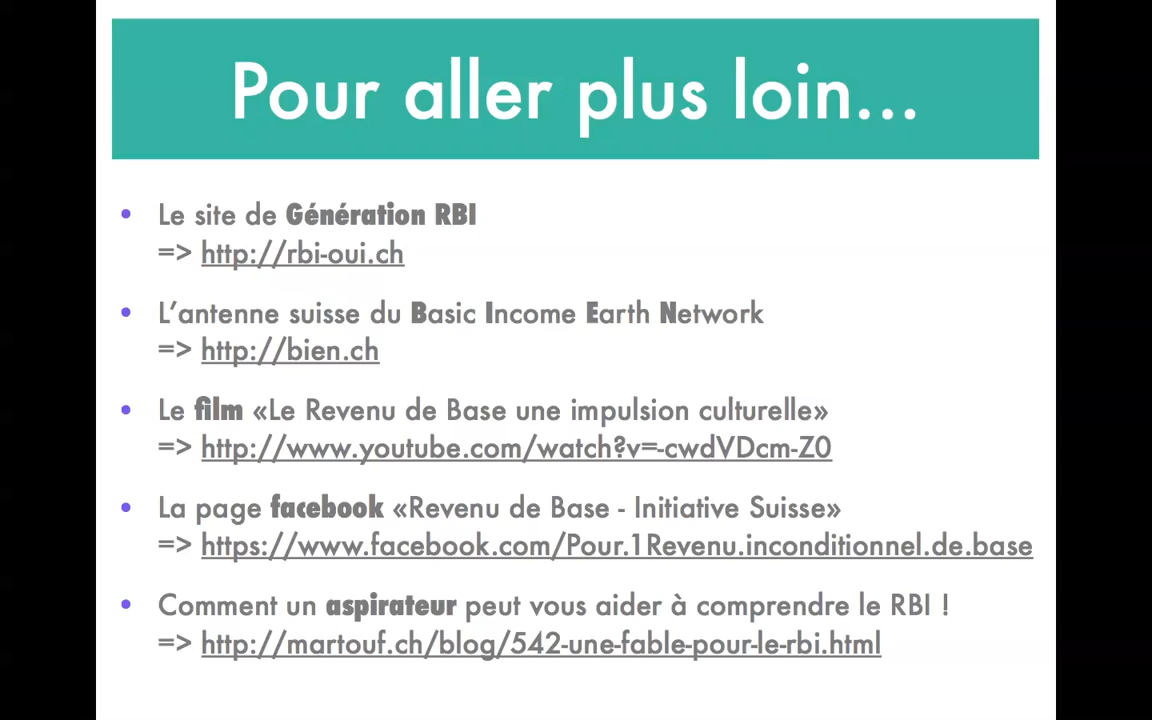 Pour aller plus loin...
• Le site de Génération RBI
=> http://rbi-oui.ch
• L’antenne suisse du Basic Income Earth Network
=> http://bien.ch
• Le film «Le Revenu de Base une impulsion culturelle»
=> http://www.youtube.com/watch?v=-cwdVDcm-Z0
• La page facebook «Revenu de Base - Initiative Suisse»
=> https://www.facebook.com/Pour.1Revenu.inconditionnel.de.base
• Comment un aspirateur peut vous aider à comprendre le RBI !
=> http://martouf.ch/blog/542-une-fable-pour-le-rbi.html